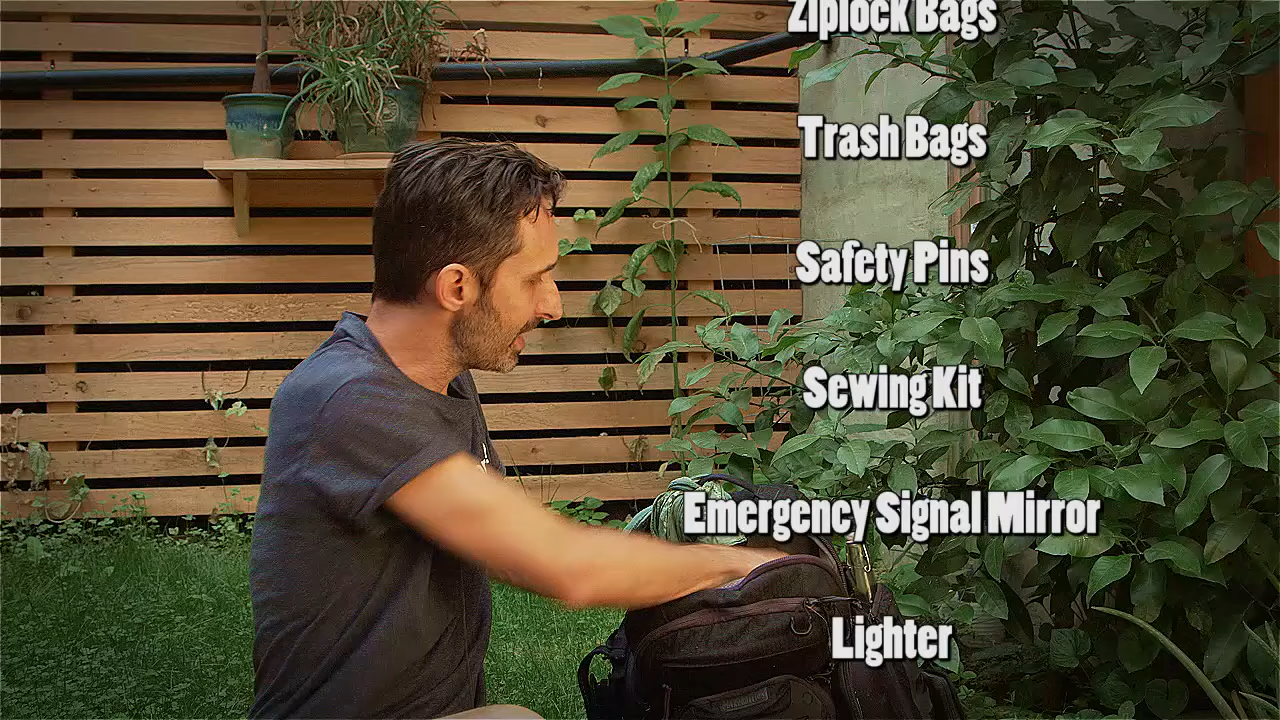 Ziplock Bags
Trash Bags
Safety Pins
Sewing Kit
Emergency Signal Mirror
Lighter